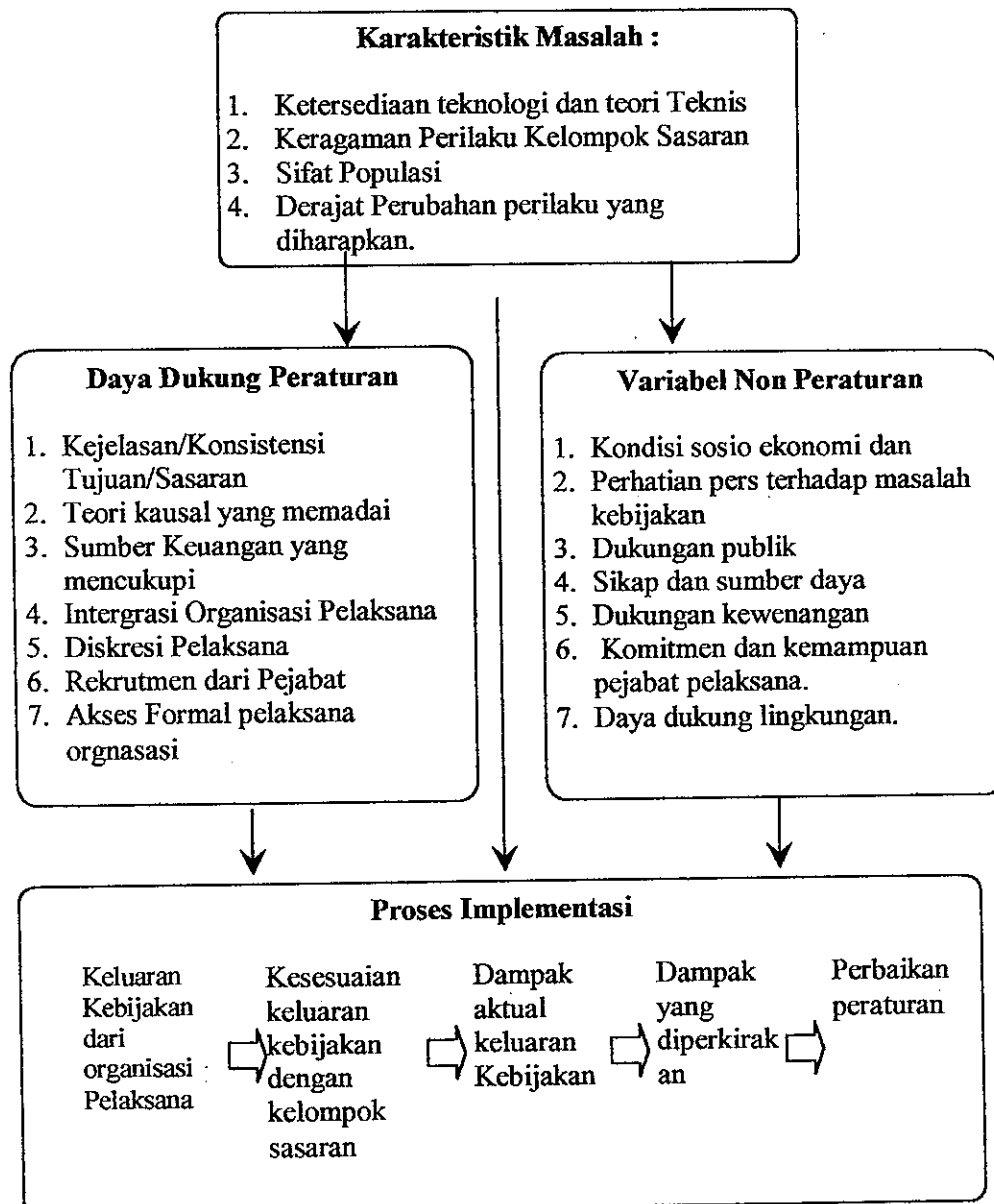 Karakteristik Masalah :
1. Ketersediaan teknologi dan teori Teknis
2. Keragaman Perilaku Kelompok Sasaran
3. Sifat Populasi
4. Derajat Perubahan perilaku yang
diharapkan.
Daya Dukung Peraturan
1. Kejelasan/Konsistensi
Tujuan/Sasaran
2. Teori kausal yang memadai
3. Sumber Keuangan yang
mencukupi
4. Intergrasi Organisasi Pelaksana
5. Diskresi Pelaksana
6. Rekrutmen dari Pejabat
7. Akses Formal pelaksana
orgnasasi
Variabel Non Peraturan
1. Kondisi sosio ekonomi dan
2. Perhatian pers terhadap masalah
kebijakan
3. Dukungan publik
4. Sikap dan sumber daya
5. Dukungan kewenangan
6. Komitmen dan kemampuan
pejabat pelaksana.
7. Daya dukung lingkungan.
Proses Implementasi
Keluaran
Kebijakan
dari
organisasi
Pelaksana
Kesesuaian
keluaran
kebijakan
dengan
kelompok
sasaran
Dampak
aktual
keluaran
Kebijakan
Dampak
yang
diperkirak
an
Perbaikan
peraturan